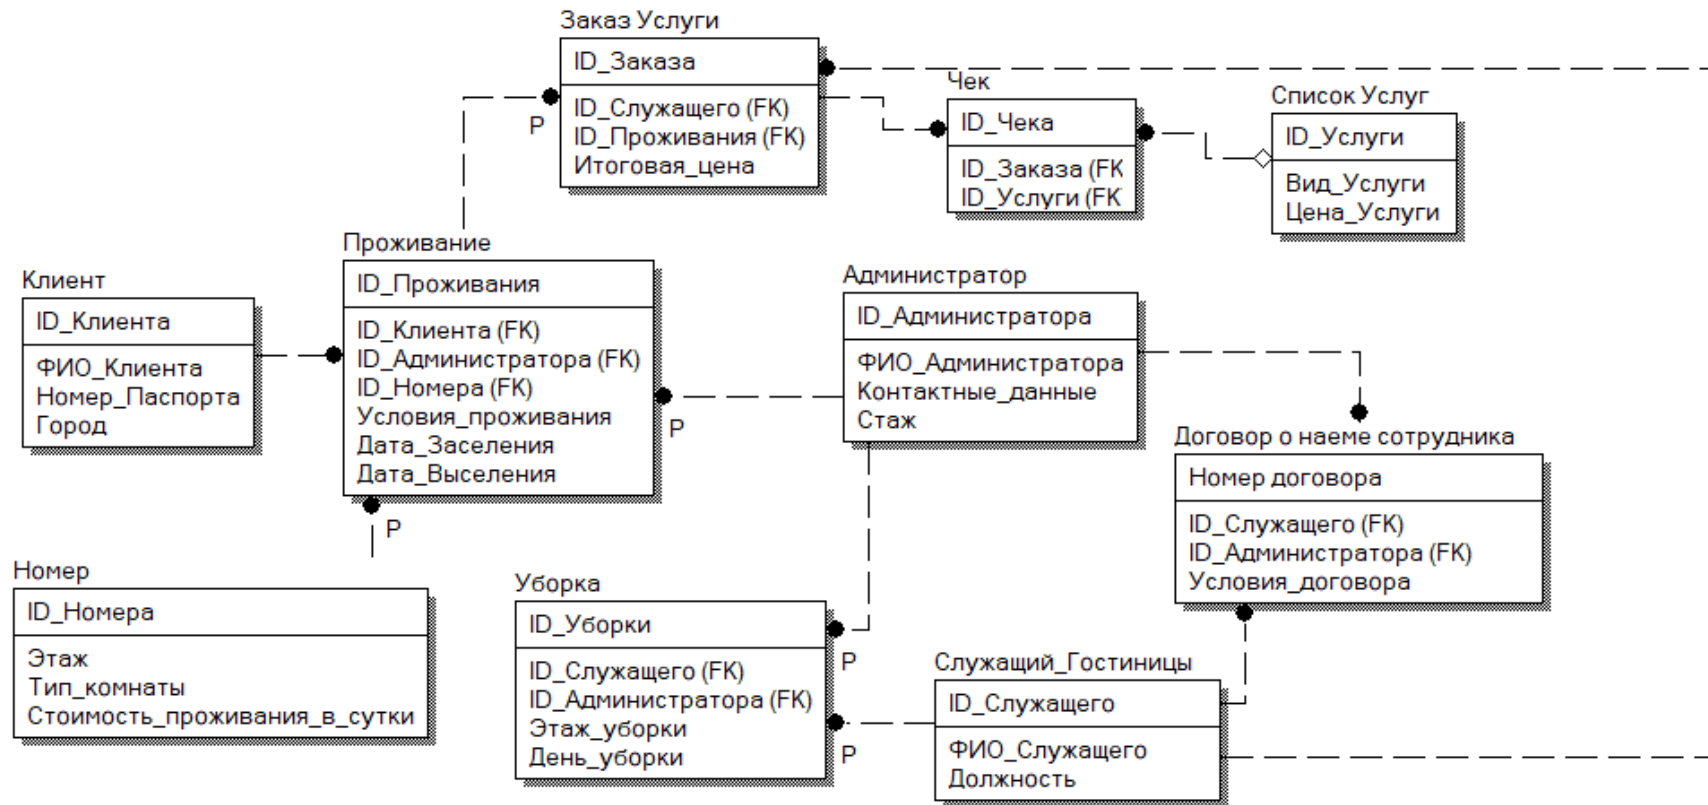 Заказ Услуги
ID_Заказа
ID_Служащего (FK)
ID_Проживания (FK)
Итоговая_цена
P
Чек
ID_Чека
ID_Заказа (FK
ID_Услуги (FK
Список Услуг
ID_Услуги
Вид_Услуги
Цена_Услуги
Проживание
ID_Проживания
ID_Клиента (FK)
ID_Администратора (FK)
ID_Номера (FK)
Условия_проживания
Дата_Заселения
Дата_Выселения
P
P
Клиент
ID_Клиента
ФИО_Клиента
Номер_Паспорта
Город
Администратор
ID_Администратора
ФИО_Администратора
Контактные_данные
Стаж
Договор о наеме сотрудника
Номер договора
ID_Служащего (FK)
ID_Администратора (FK)
Условия_договора
Номер
ID_Номера
Этаж
Тип_комнаты
Стоимость_проживания_в_сутки
Уборка
ID_Уборки
ID_Служащего (FK)
ID_Администратора (FK)
Этаж_уборки
День_уборки
P
P
Служащий_Гостиницы
ID_Служащего
ФИО_Служащего
Должность